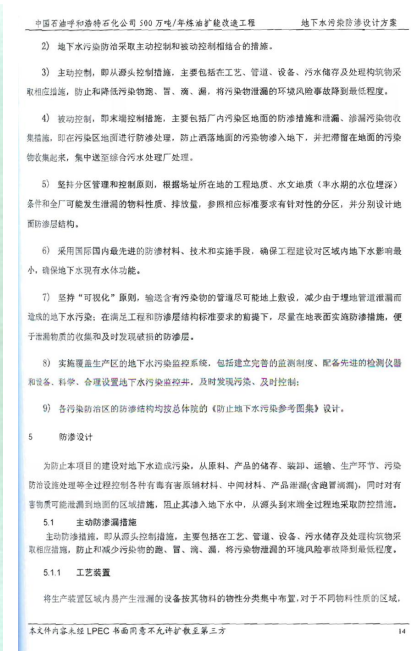 中国石油呼和浩特石化公司 500 万吨/年炼油扩能改造工程 地下水污染防渗设计方案
2) 地下水污染防治采取主动控制和被动控制相结合的措施。
3) 主动控制，即从源头控制措施，主要包括在工艺、管道、设备、污水储存及处理构筑物采
取相应措施，防止和降低污染物跑、冒、滴、漏，将污染物泄漏的环境风险事故降到最低程度。
4) 被动控制，即末端控制措施，主要包括厂内污染区地面的防渗措施和泄漏、渗漏污染物收
集措施，即在污染区地面进行防渗处理，防止洒落地面的污染物渗入地下，并把滞留在地面的污染
物收集起来，集中送至综合污水处理厂处理。
5) 坚持分区管理和控制原则，根据场址所在地的工程地质、水文地质（丰水期的水位埋深）
条件和全厂可能发生泄漏的物料性质、排放量，参照相应标准要求有针对性的分区，并分别设计地
面防渗层结构。
6) 采用国际国内最先进的防渗材料、技术和实施手段，确保工程建设对区域内地下水影响最
小，确保地下水现有水体功能。
7) 坚持“可视化”原则，输送含有污染物的管道尽可能地上敷设，减少由于埋地管道泄漏而
造成的地下水污染；在满足工程和防渗层结构标准要求的前提下，尽量在地表面实施防渗措施，便
于泄漏物质的收集和及时发现破损的防渗层。
8) 实施覆盖生产区的地下水污染监控系统，包括建立完善的监测制度、配备先进的检测仪器
和设备、科学、合理设置地下水污染监控井，及时发现污染、及时控制；
9) 各污染防治区的防渗结构均按总体院的《防止地下水污染参考图集》设计。
5 防渗设计
为防止本项目的建设对地下水造成污染，从原料、产品的储存、装卸、运输、生产环节、污染
防治设施处理等全过程控制各种有毒有害原辅材料、中间材料、产品泄漏(含跑冒滴漏)，同时对有
害物质可能泄漏到地面的区域措施，阻止其渗入地下水中，从源头到末端全过程地采取防控措施。
5.1 主动防渗漏措施
主动防渗措施，即从源头控制措施，主要包括在工艺、管道、设备、污水储存及处理构筑物采
取相应措施，防止和减少污染物的跑、冒、滴、漏，将污染物泄漏的环境风险事故降到最低程度。
5.1.1 工艺装置
将生产装置区域内易产生泄漏的设备按其物料的物性分类集中布置，对于不同物料性质的区域，
本文件内容未经 LPEC 书面同意不允许扩散至第三方 14